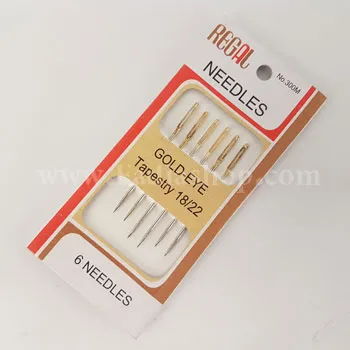 REGAL
No.300M
NEEDLES
GOLD-EYE
Tapestry 18/22
6 NEEDLES